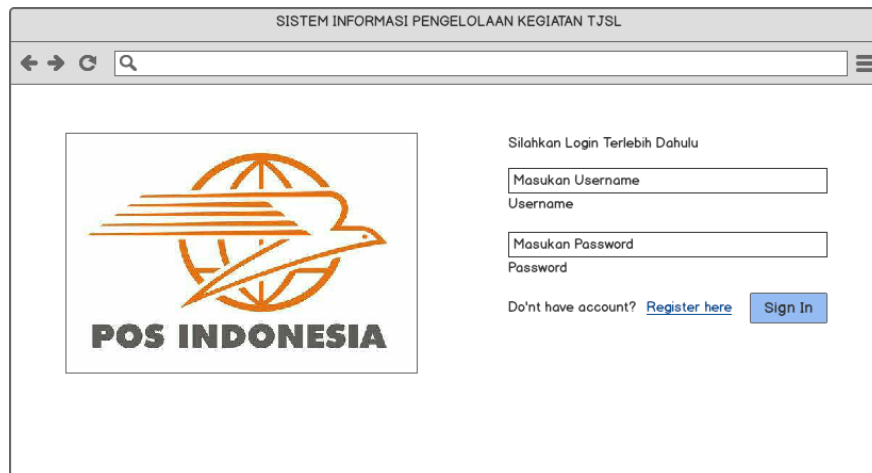 SISTEM INFORMASI PENGELOLAAN KEGIATAN TJSL
POS INDONESIA
Silahkan Login Terlebih Dahulu
Masukan Username
Username
Masukan Password
Password
Do'nt have account? Register here Sign In